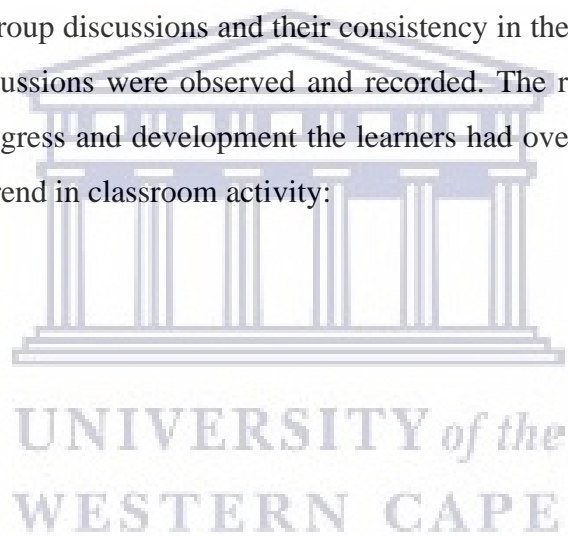 roup discussions and their consistency in the
ussions were observed and recorded. The r
gress and development the learners had ove
rend in classroom activity:
UNIVERSITY of the
WESTERN CAPE